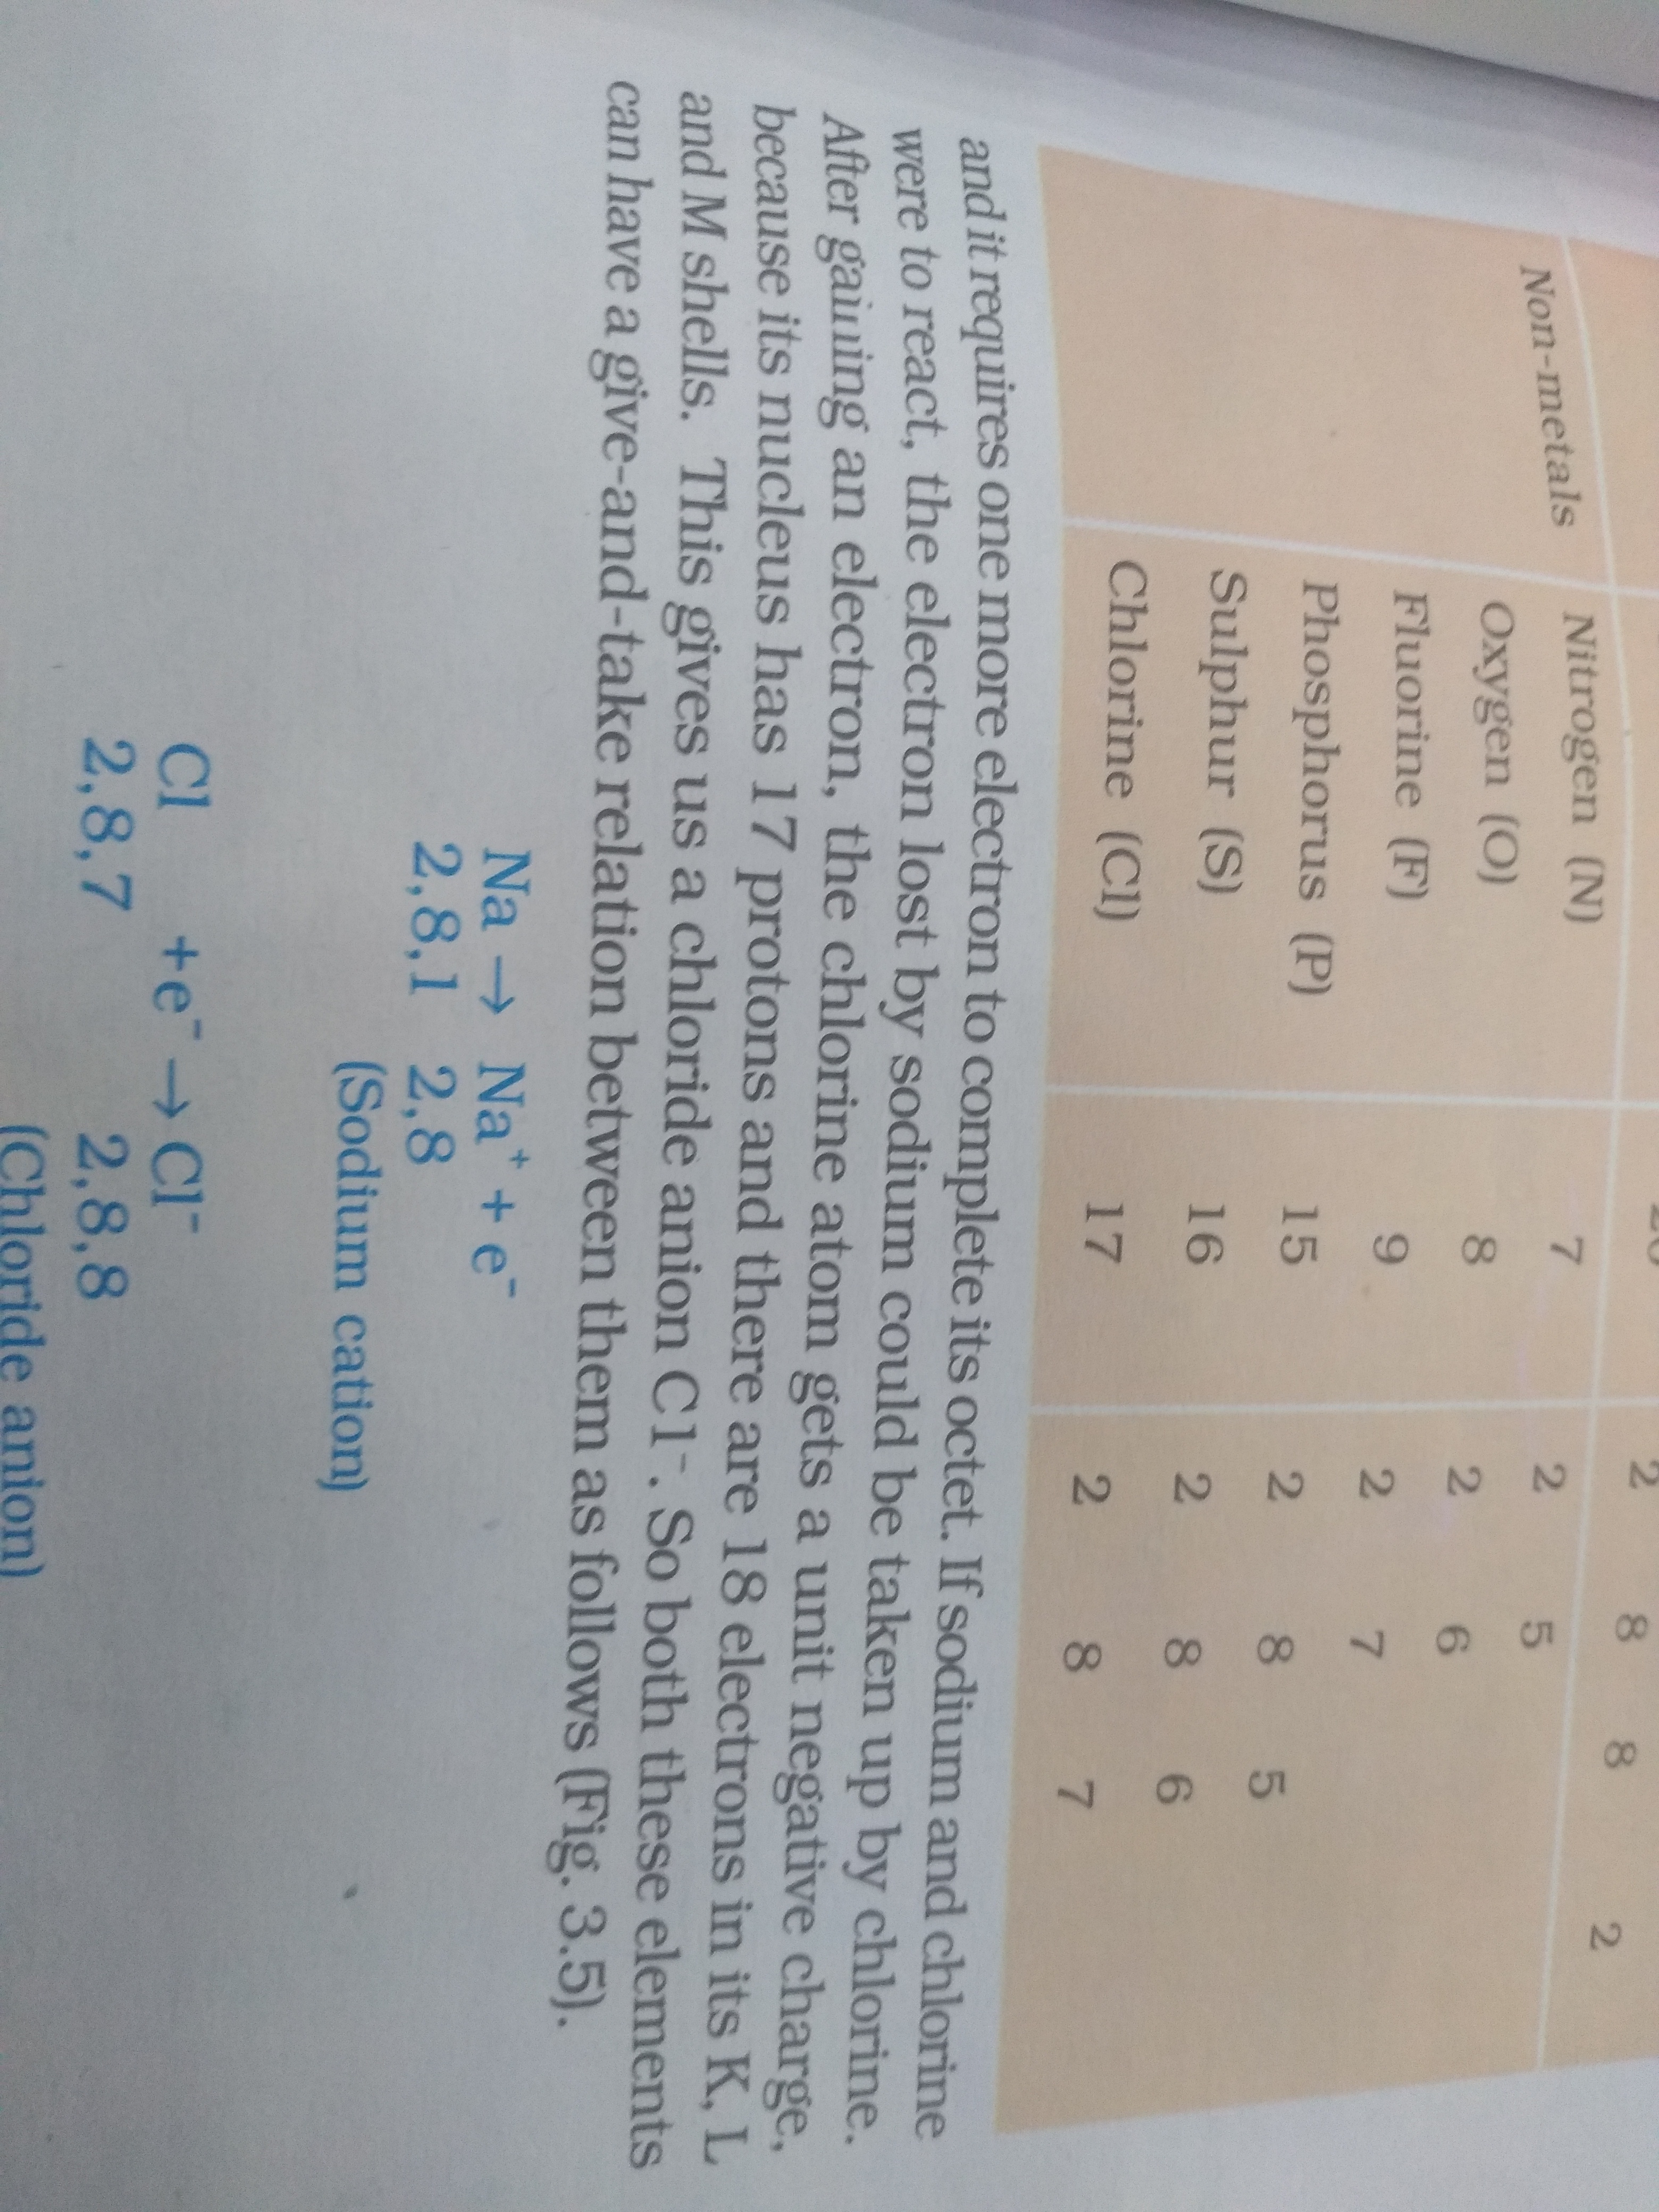 2 8 8 2
Non-metals Nitrogen (N) 7 2 5
Oxygen (O) 8 2 6
Fluorine (F) 9 2 7
Phosphorus (P) 15 2 8 5
Sulphur (S) 16 2 8 6
Chlorine (Cl) 17 2 8 7
and it requires one more electron to complete its octet. If sodium and chlorine
were to react, the electron lost by sodium could be taken up by chlorine.
After gaining an electron, the chlorine atom gets a unit negative charge,
because its nucleus has 17 protons and there are 18 electrons in its K, L
and M shells. This gives us a chloride anion Cl⁻. So both these elements
can have a give-and-take relation between them as follows (Fig. 3.5).
Na → Na⁺ + e⁻
2,8,1 2,8
(Sodium cation)
Cl +e⁻ → Cl⁻
2,8,7 2,8,8
(Chloride anion)